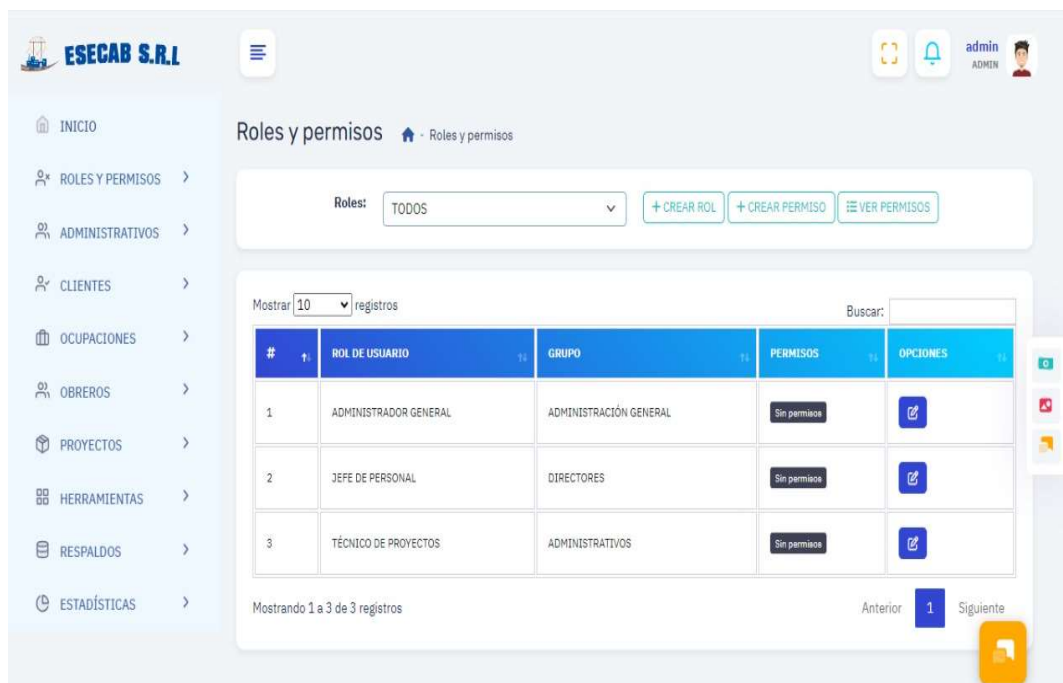 ESECAB S.R.L
admin
ADMIN
INICIO
ROLES Y PERMISOS
ADMINISTRATIVOS
CLIENTES
OCUPACIONES
OBREROS
PROYECTOS
HERRAMIENTAS
RESPALDOS
ESTADÍSTICAS
Roles y permisos - Roles y permisos
Roles: TODOS + CREAR ROL + CREAR PERMISO VER PERMISOS
Mostrar 10 registros
Buscar:
# ROL DE USUARIO GRUPO PERMISOS OPCIONES
1 ADMINISTRADOR GENERAL ADMINISTRACIÓN GENERAL Sin permisos
2 JEFE DE PERSONAL DIRECTORES Sin permisos
3 TÉCNICO DE PROYECTOS ADMINISTRATIVOS Sin permisos
Mostrando 1 a 3 de 3 registros
Anterior 1 Siguiente